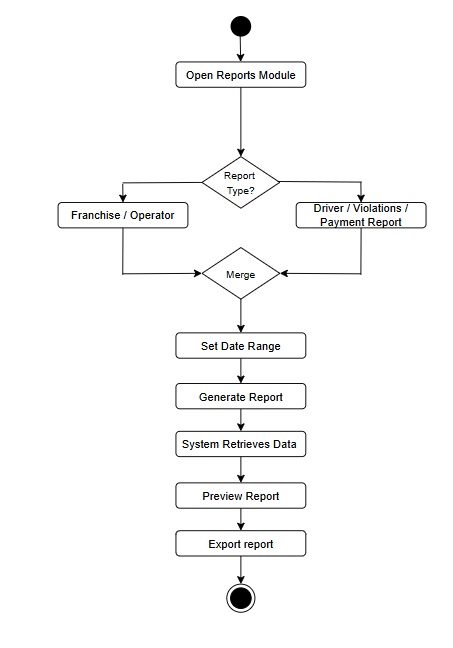 Open Reports Module
Report
Type?
Franchise / Operator
Driver / Violations /
Payment Report
Merge
Set Date Range
Generate Report
System Retrieves Data
Preview Report
Export report